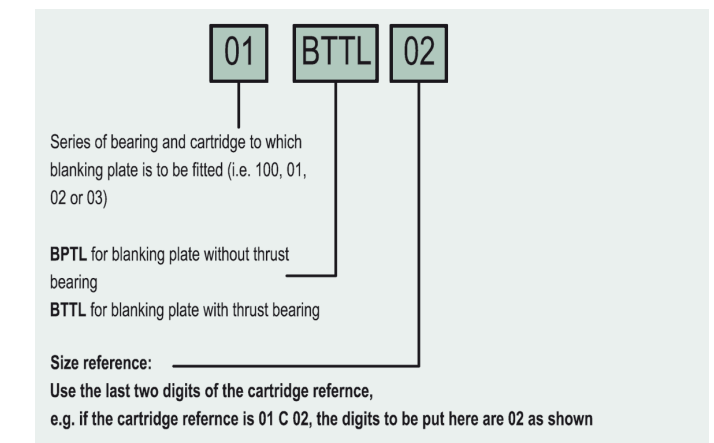 01 BTTL 02
Series of bearing and cartridge to which
blanking plate is to be fitted (i.e. 100, 01,
02 or 03)
BPTL for blanking plate without thrust
bearing
BTTL for blanking plate with thrust bearing
Size reference:
Use the last two digits of the cartridge refernce,
e.g. if the cartridge refernce is 01 C 02, the digits to be put here are 02 as shown